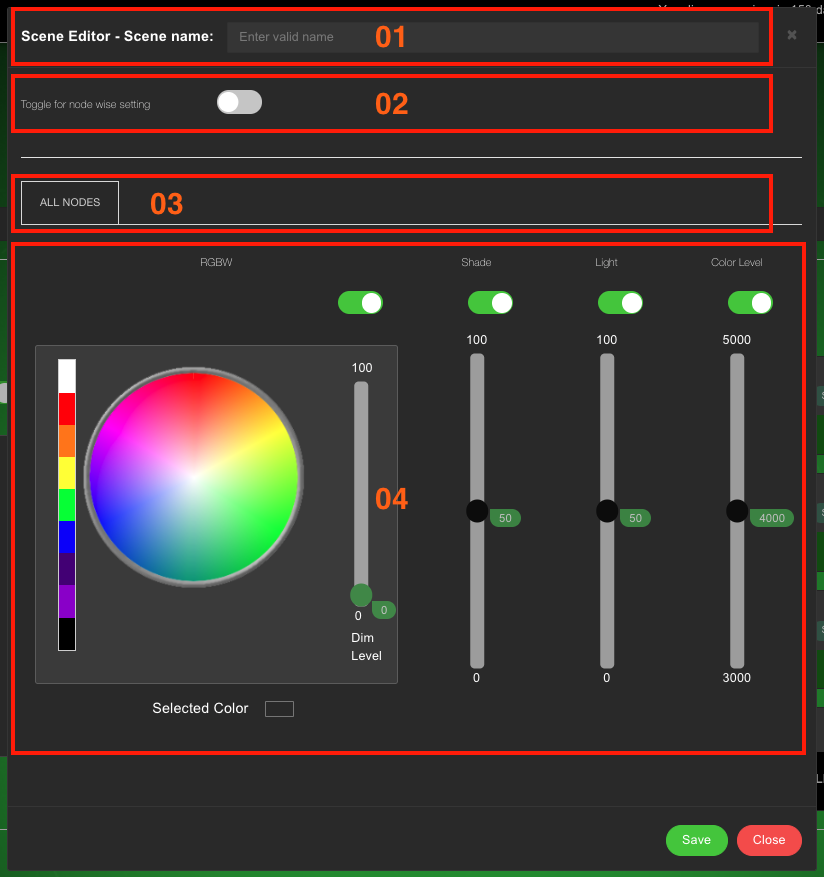 Scene Editor - Scene name:
Enter valid name
01
Toggle for node wise setting
02
ALL NODES
03
RGBW
Shade
Light
Color Level
100
100
5000
100
04
50
50
4000
0
0
Dim
Level
0
0
3000
Selected Color
Save
Close